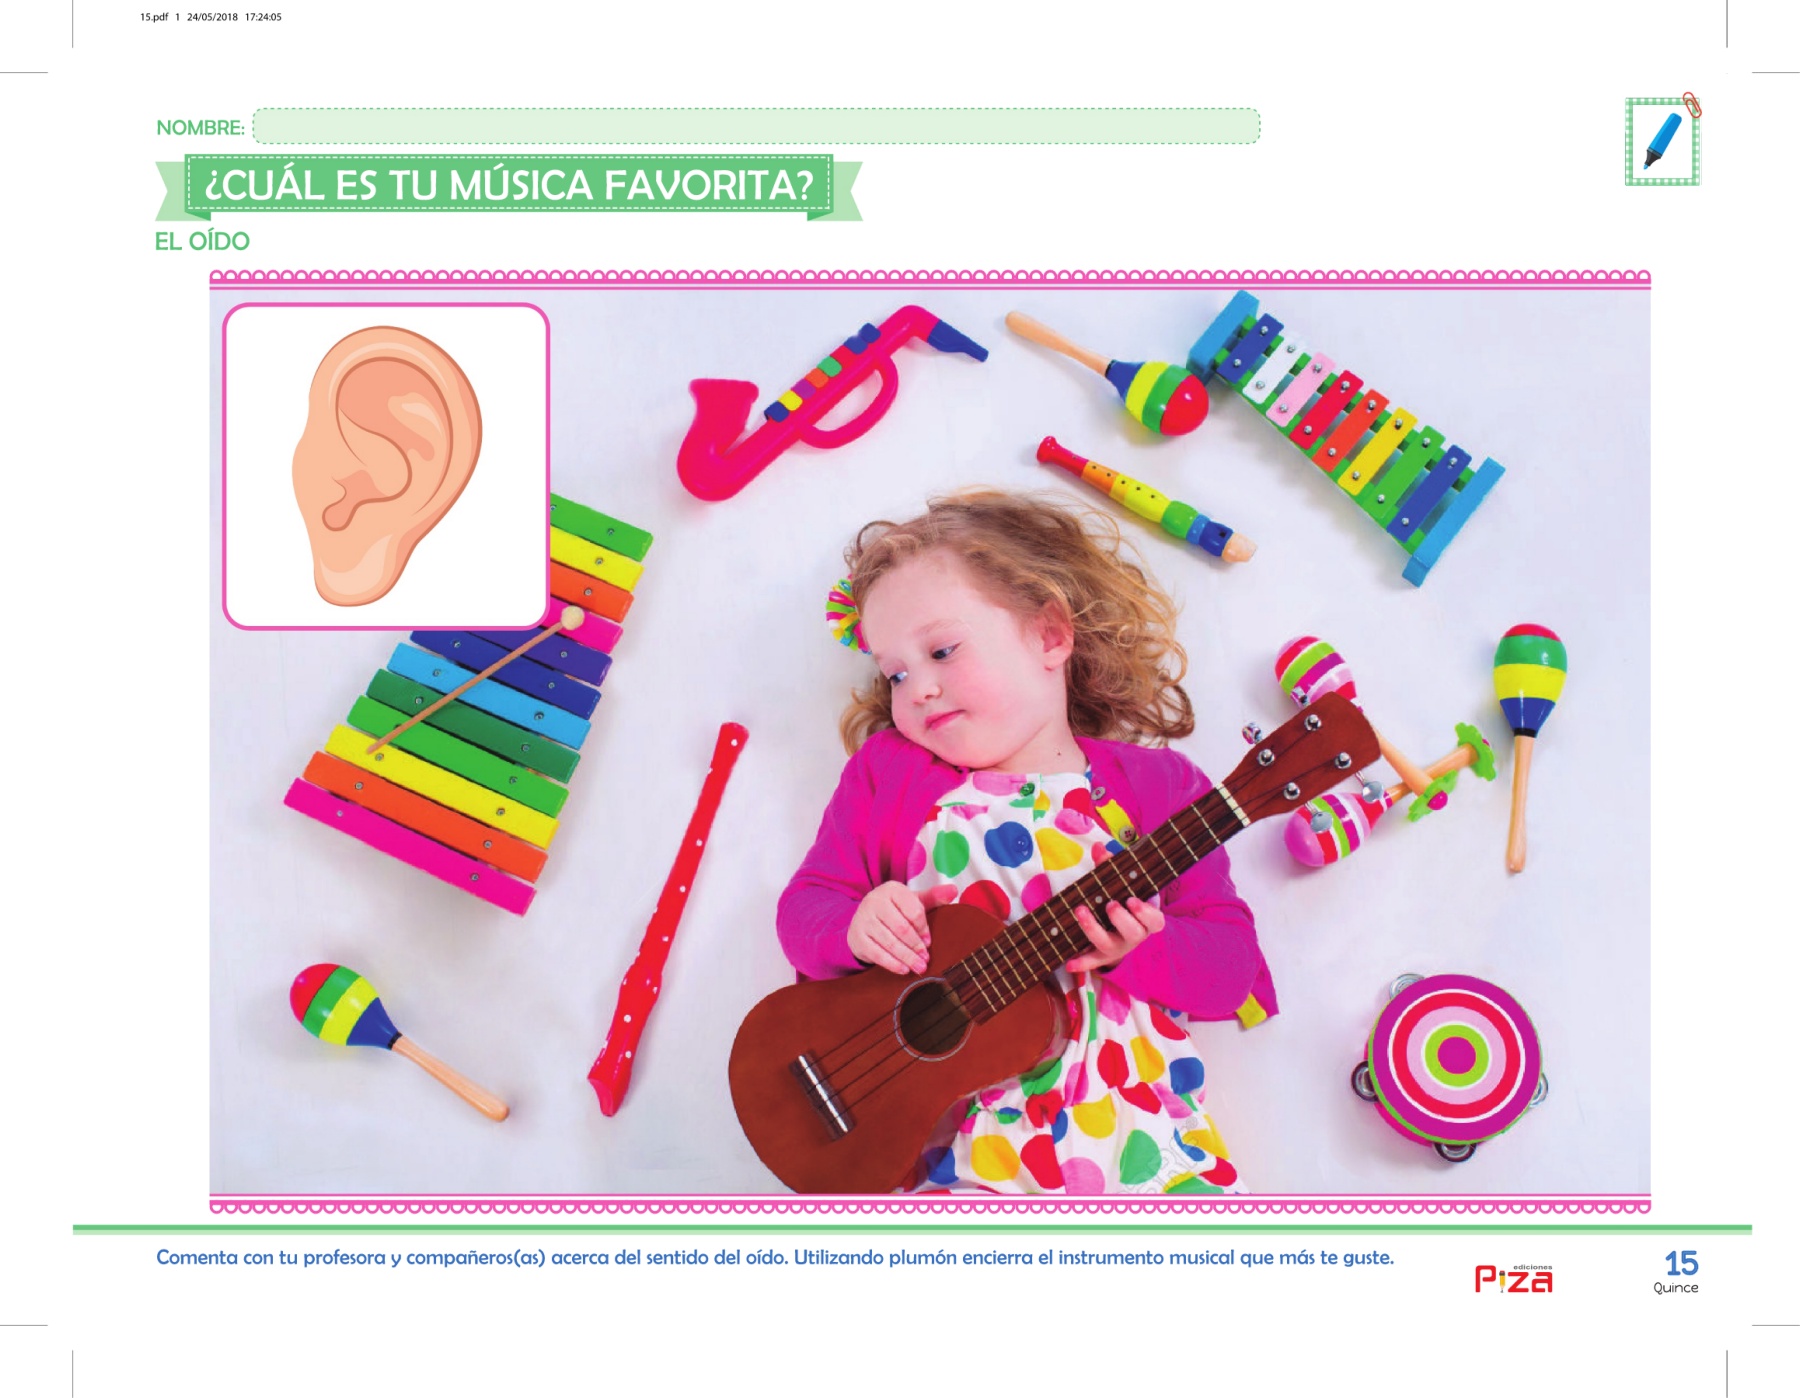 15.pdf 1 24/05/2018 17:24:05
NOMBRE:
¿CUÁL ES TU MÚSICA FAVORITA?
EL OÍDO
Comenta con tu profesora y compañeros(as) acerca del sentido del oído. Utilizando plumón encierra el instrumento musical que más te guste.
ediciones
Piza
15
Quince